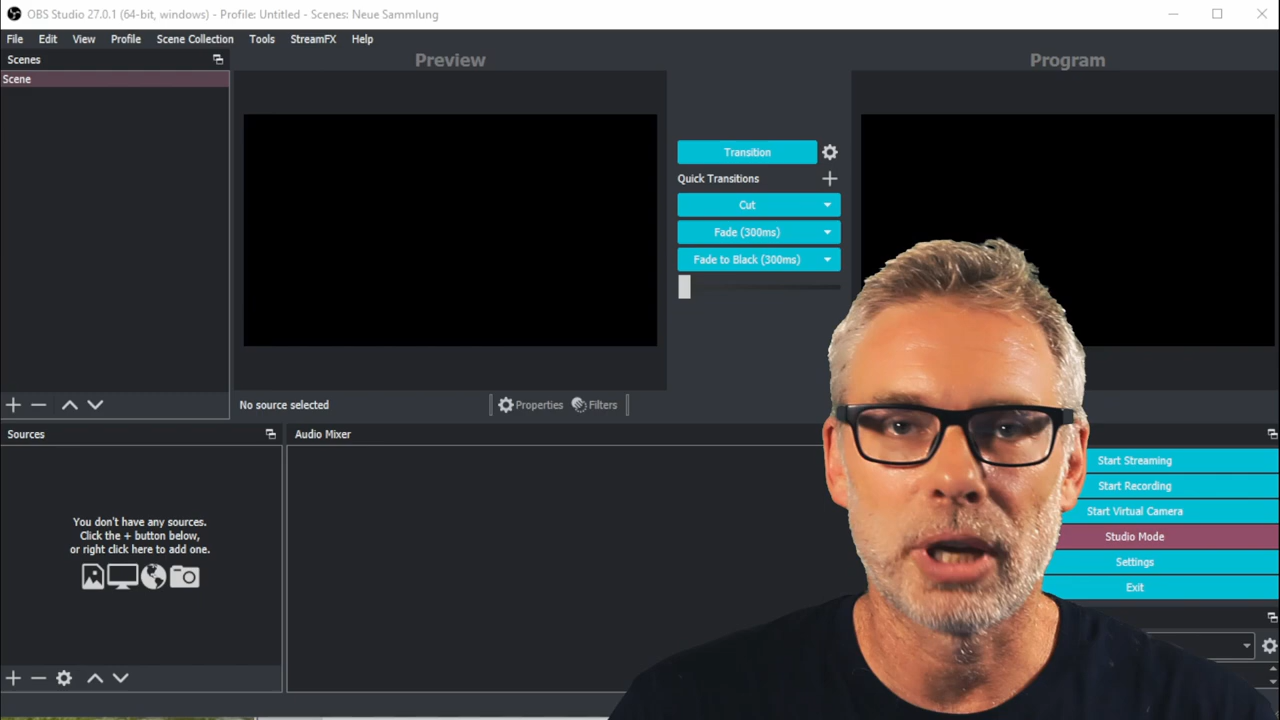 OBS Studio 27.0.1 (64-bit, windows) - Profile: Untitled - Scenes: Neue Sammlung
File Edit View Profile Scene Collection Tools StreamFX Help
Scenes
Scene
Preview
Program
Transition
Quick Transitions
Cut
Fade (300ms)
Fade to Black (300ms)
No source selected
Properties
Filters
Sources
Audio Mixer
You don't have any sources.
Click the + button below,
or right click here to add one.
Start Streaming
Start Recording
Start Virtual Camera
Studio Mode
Settings
Exit